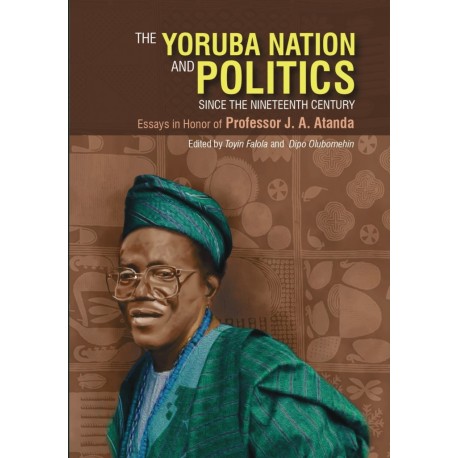 THE YORUBA NATION
AND POLITICS
SINCE THE NINETEENTH CENTURY
Essays in Honor of Professor J. A. Atanda
Edited by Toyin Falola and Dipo Olubomehin